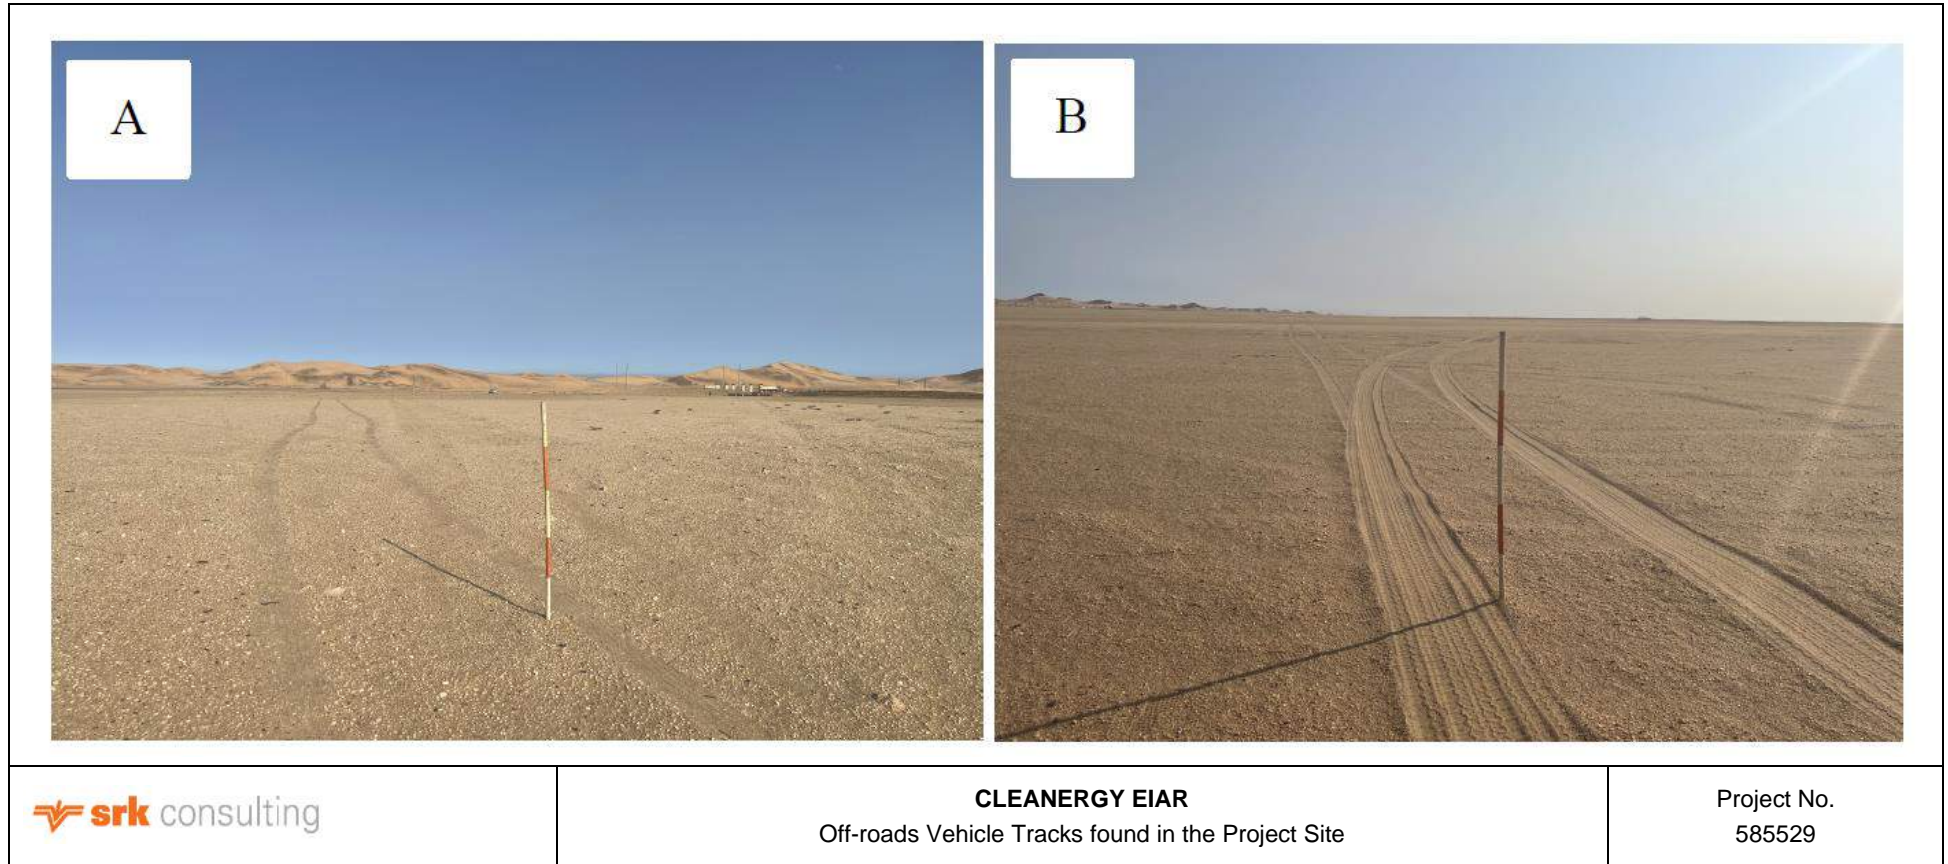 A
B
srk consulting
CLEANERGY EIAR
Off-roads Vehicle Tracks found in the Project Site
Project No.
585529